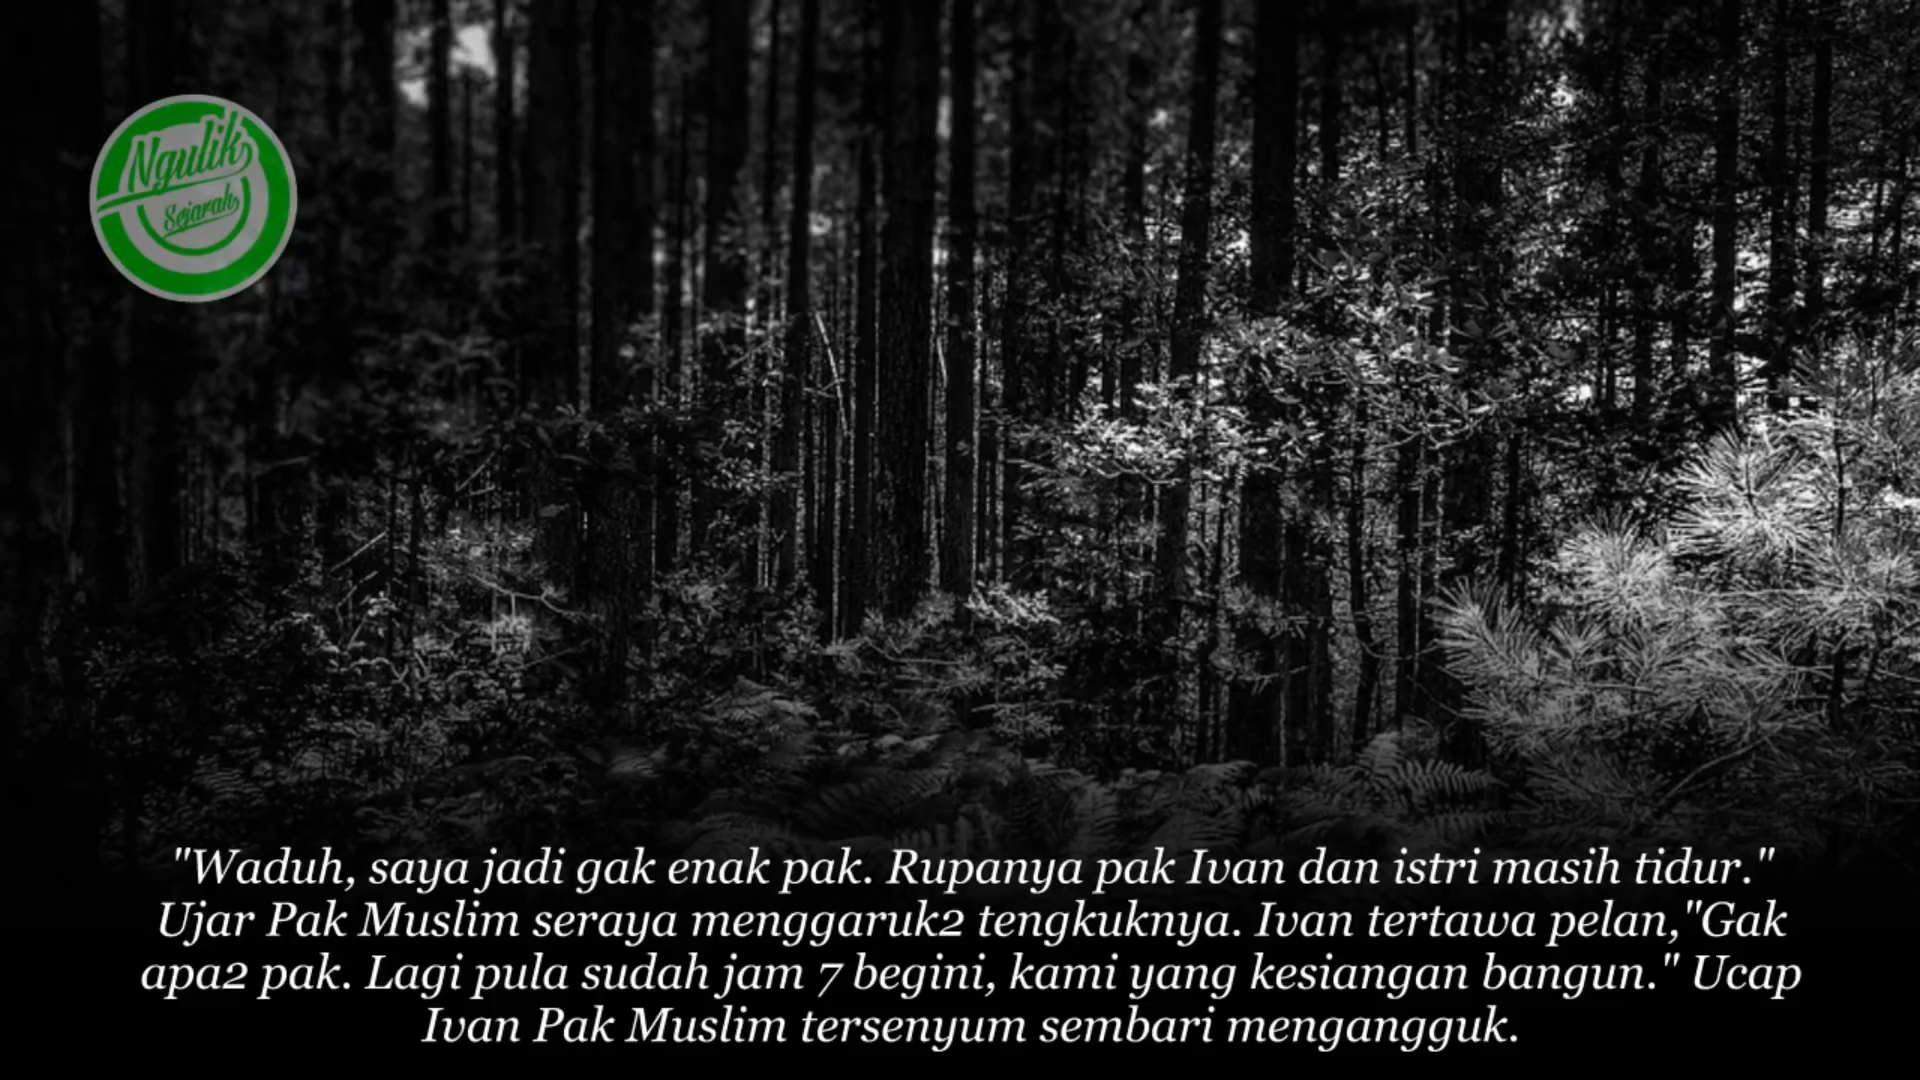 Ngulik
Sejarah
"Waduh, saya jadi gak enak pak. Rupanya pak Ivan dan istri masih tidur."
Ujar Pak Muslim seraya menggaruk2 tengkuknya. Ivan tertawa pelan,"Gak
apa2 pak. Lagi pula sudah jam 7 begini, kami yang kesiangan bangun." Ucap
Ivan Pak Muslim tersenyum sembari mengangguk.